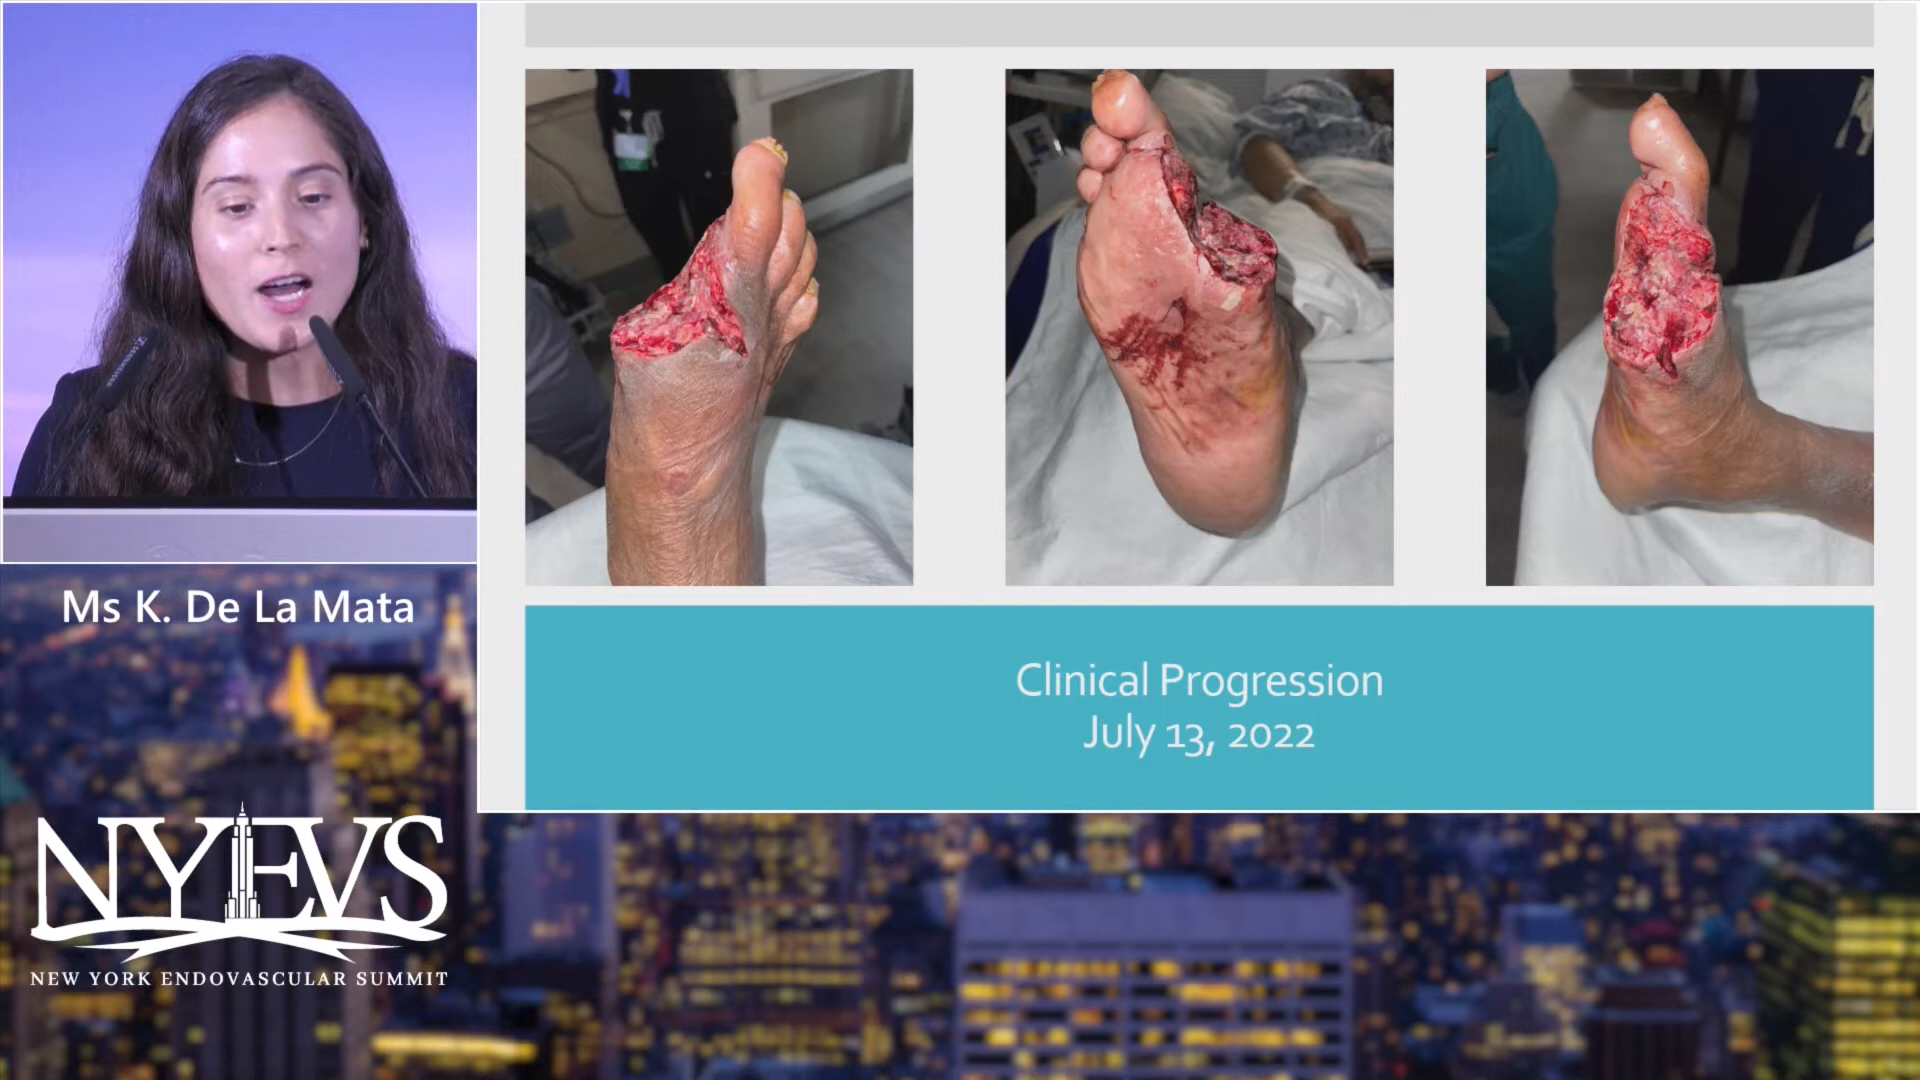 Ms K. De La Mata
NYEVS
NEW YORK ENDOVASCULAR SUMMIT
Clinical Progression
July 13, 2022